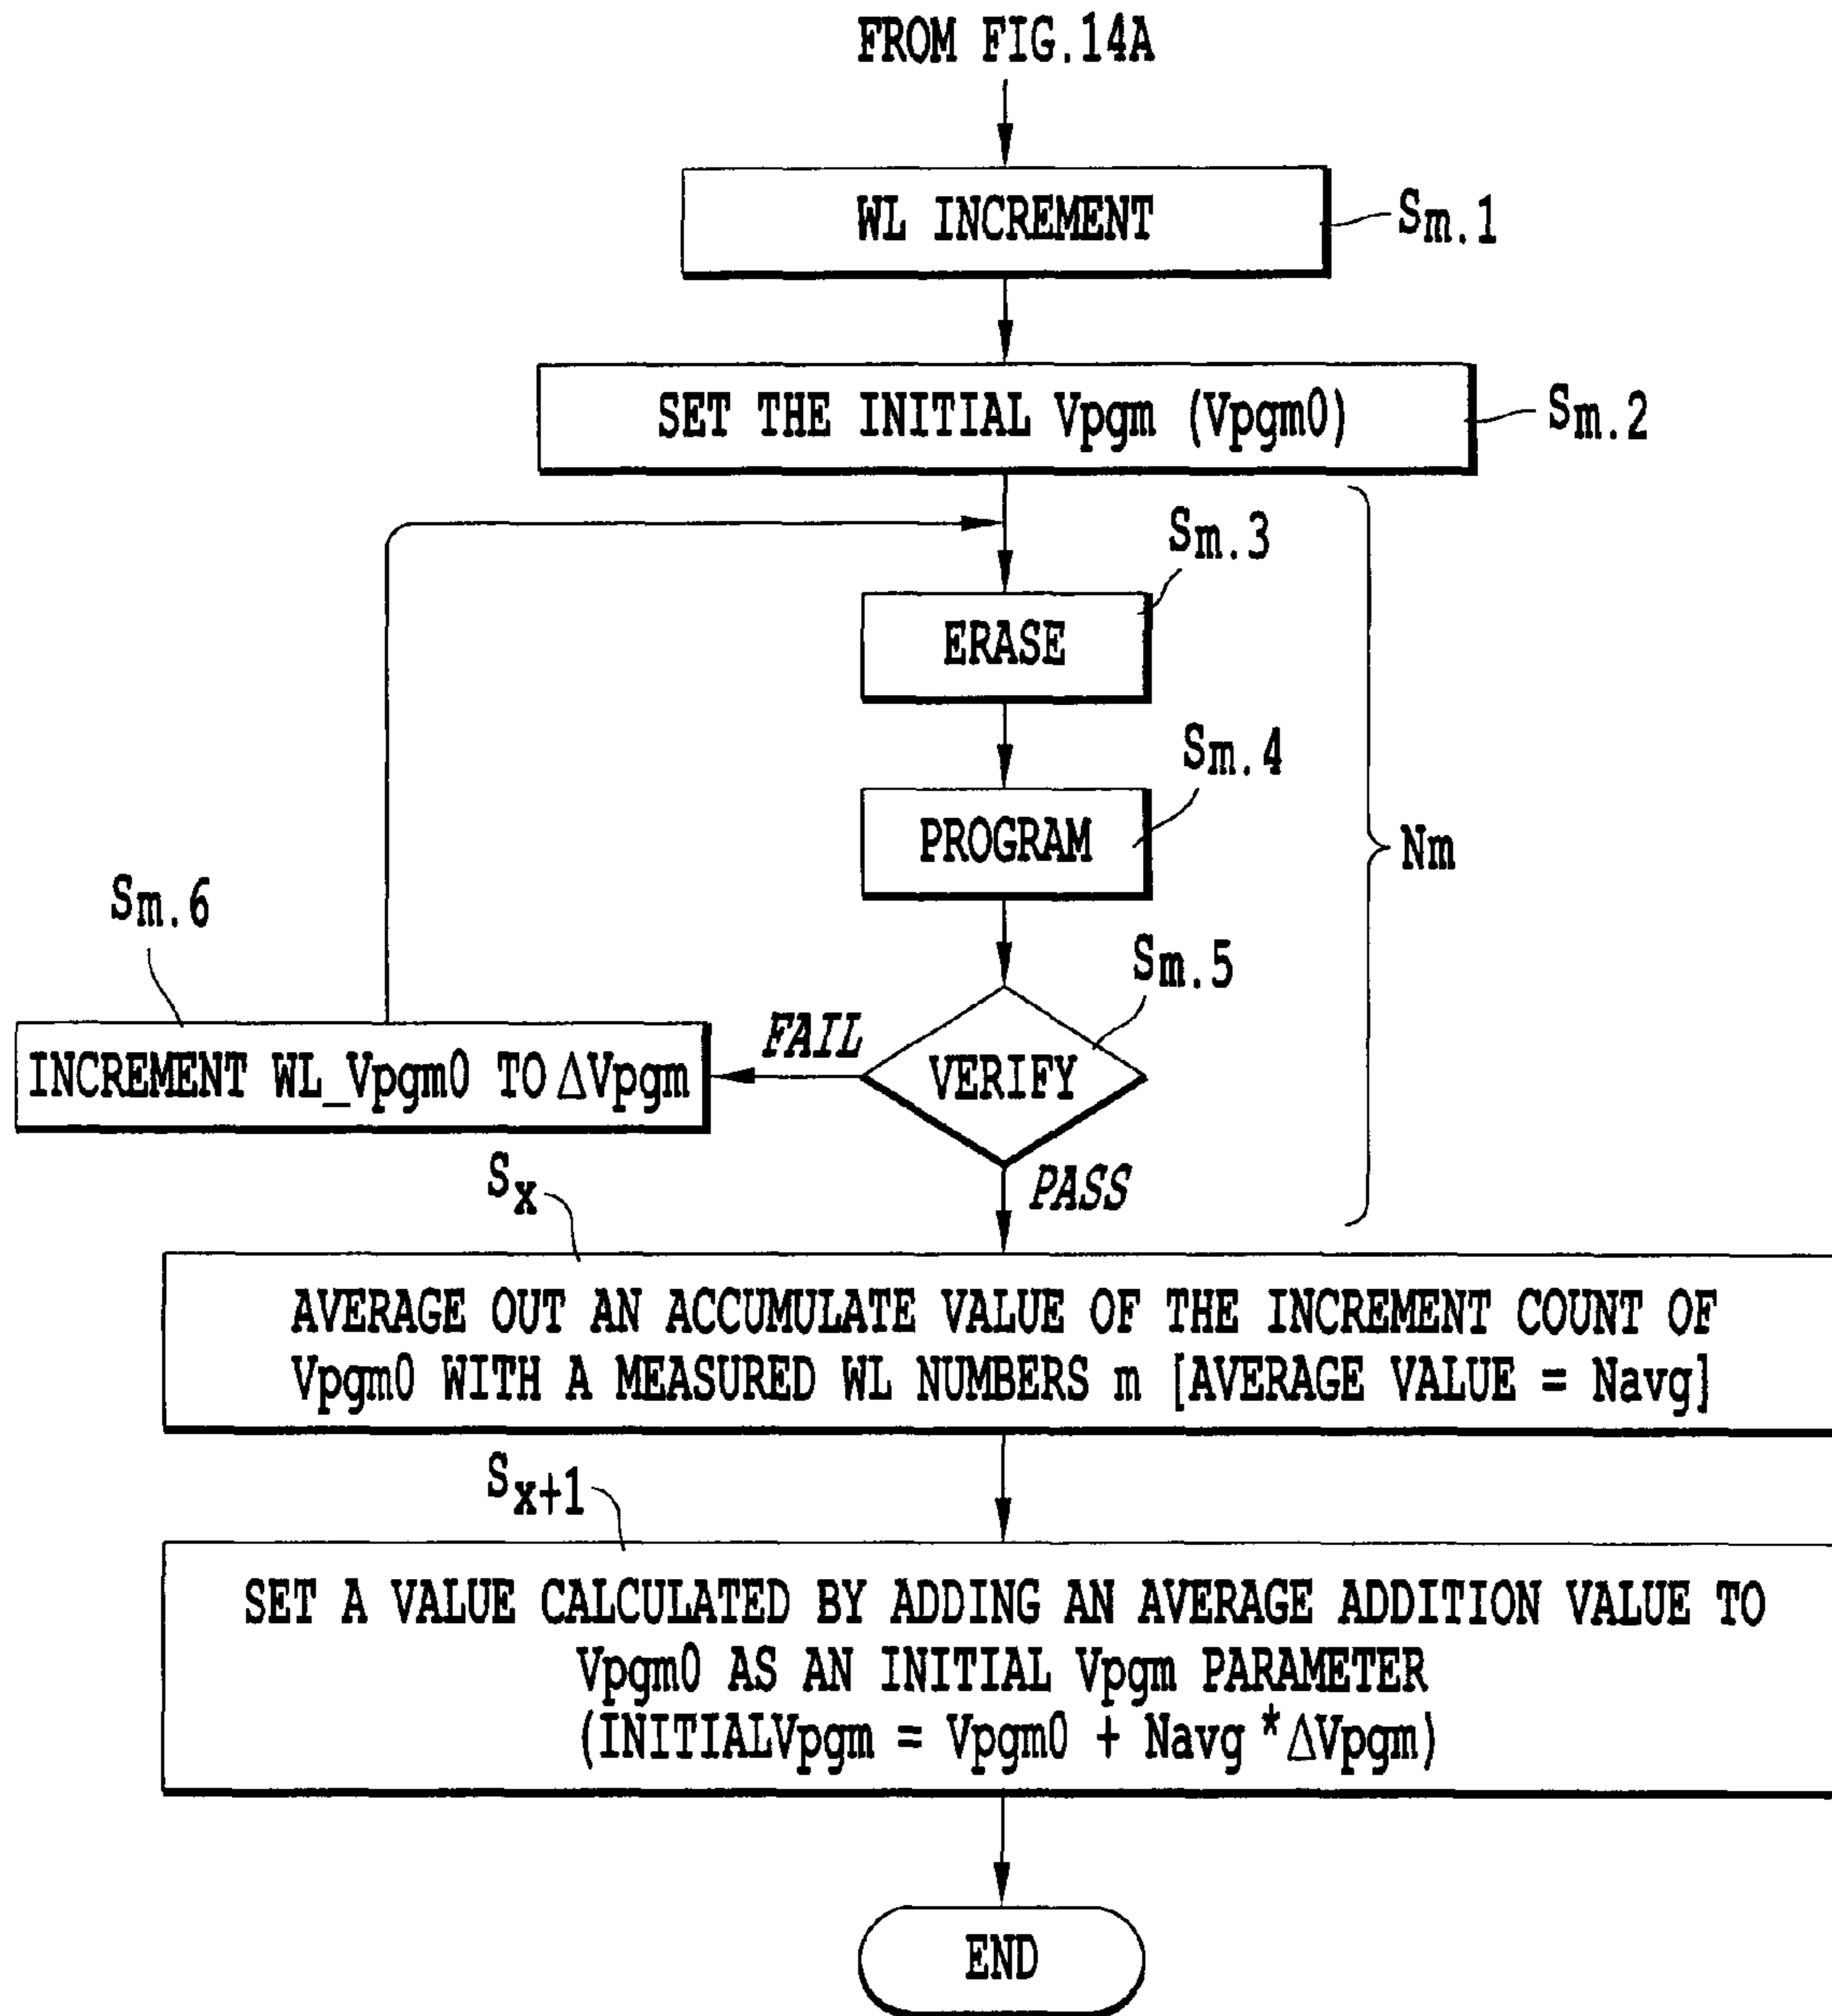 FROM FIG.14A
WL INCREMENT
Sm.1
SET THE INITIAL Vpgm (Vpgm0)
Sm.2
Sm.3
ERASE
Sm.4
PROGRAM
Nm
Sm.6
Sm.5
INCREMENT WL_Vpgm0 TO ΔVpgm
FAIL
VERIFY
PASS
Sx
AVERAGE OUT AN ACCUMULATE VALUE OF THE INCREMENT COUNT OF
Vpgm0 WITH A MEASURED WL NUMBERS m [AVERAGE VALUE = Navg]
Sx+1
SET A VALUE CALCULATED BY ADDING AN AVERAGE ADDITION VALUE TO
Vpgm0 AS AN INITIAL Vpgm PARAMETER
(INITIALVpgm = Vpgm0 + Navg * ΔVpgm)
END